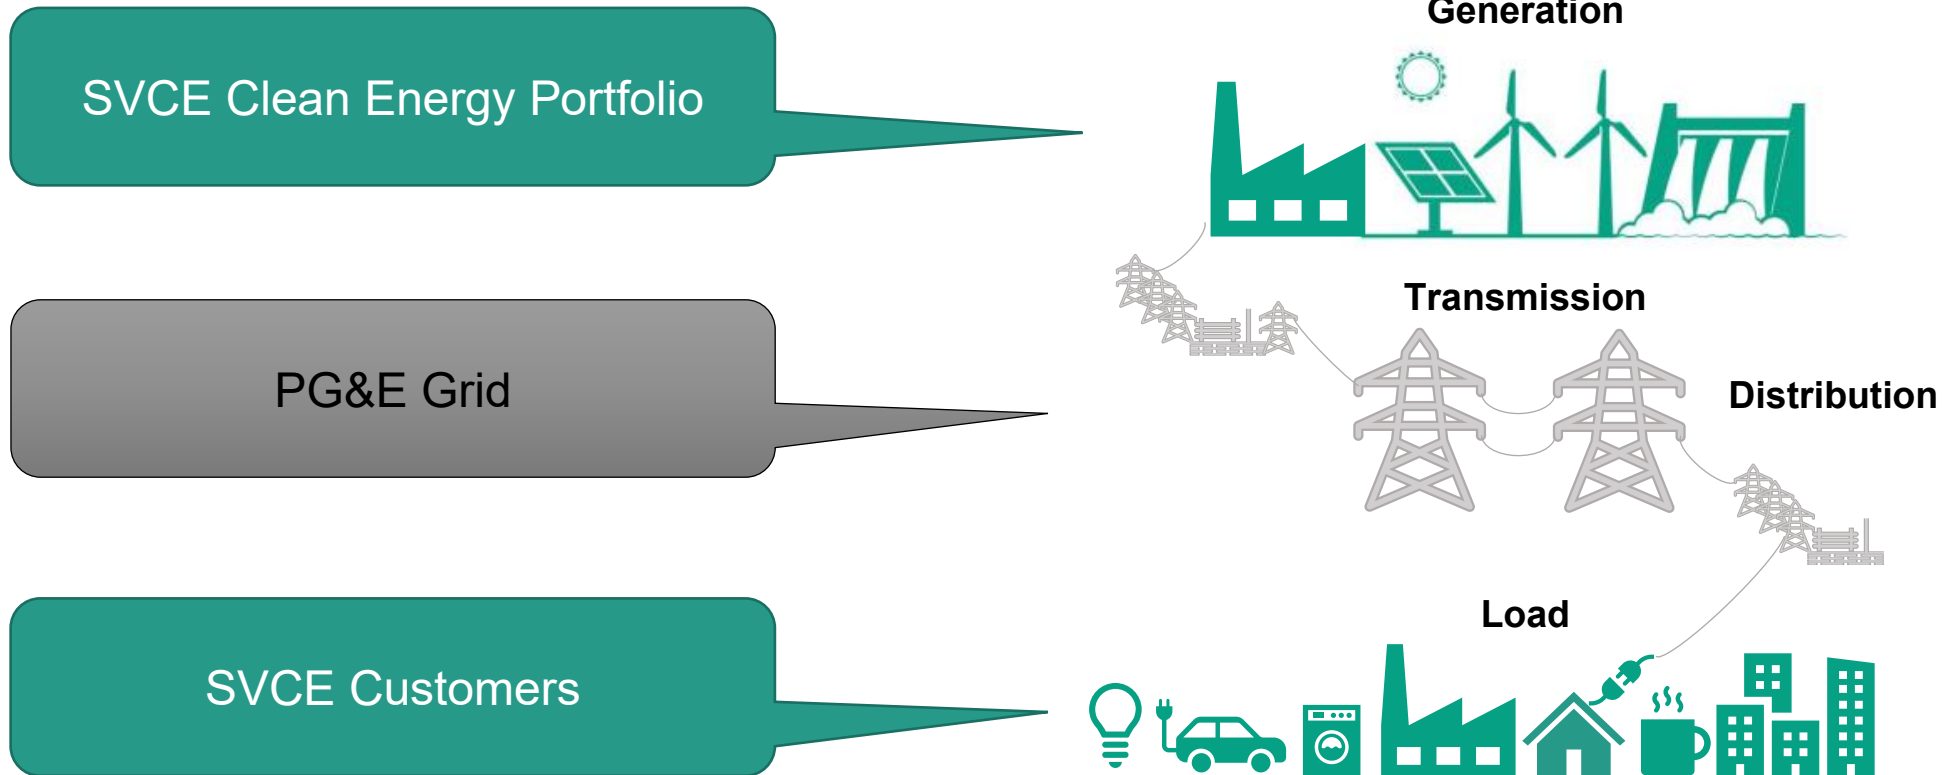 Generation
SVCE Clean Energy Portfolio
Transmission
PG&E Grid
Distribution
Load
SVCE Customers